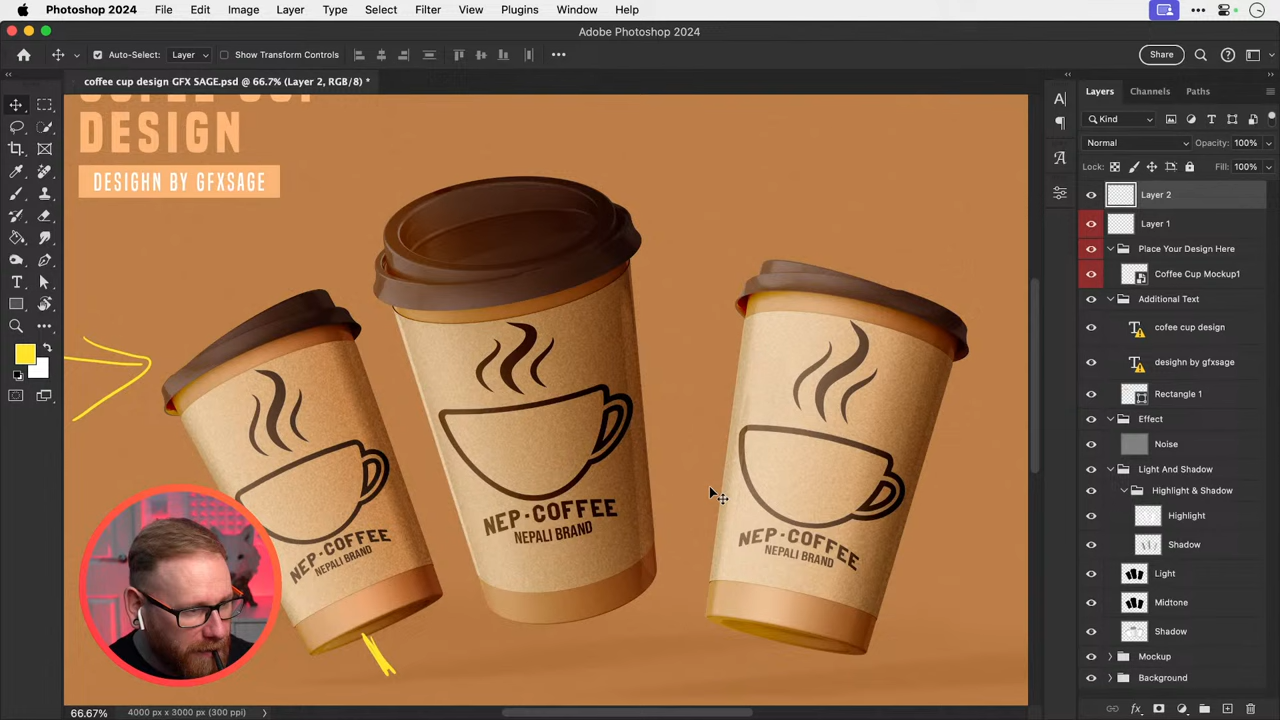 Photoshop 2024 File Edit Image Layer Type Select Filter View Plugins Window Help
Adobe Photoshop 2024
Auto-Select: Layer Show Transform Controls Share
coffee cup design GFX SAGE.psd @ 66.7% (Layer 2, RGB/8) *
DESIGN
DESIGHN BY GFXSAGE
NEP·COFFEE
NEPALI BRAND
NEP·COFFEE
NEPALI BRAND
NEP·COFFEE
NEPALI BRAND
Layers Channels Paths
Kind
Normal Opacity: 100%
Lock: Fill: 100%
Layer 2
Layer 1
Place Your Design Here
Coffee Cup Mockup1
Additional Text
cofee cup design
desighn by gfxsage
Rectangle 1
Effect
Noise
Light And Shadow
Highlight & Shadow
Highlight
Shadow
Light
Midtone
Shadow
Mockup
Background
66.67% 4000 px x 3000 px (300 ppi)